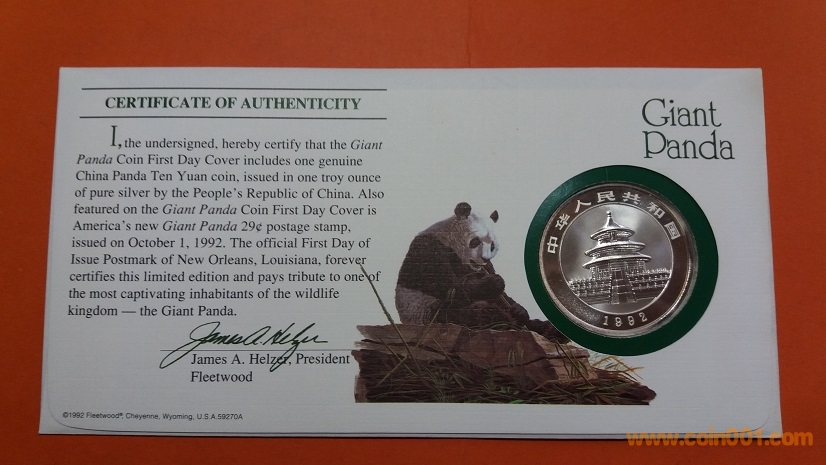 CERTIFICATE OF AUTHENTICITY
I, the undersigned, hereby certify that the Giant
Panda Coin First Day Cover includes one genuine
China Panda Ten Yuan coin, issued in one troy ounce
of pure silver by the People's Republic of China. Also
featured on the Giant Panda Coin First Day Cover is
America's new Giant Panda 29¢ postage stamp,
issued on October 1, 1992. The official First Day of
Issue Postmark of New Orleans, Louisiana, forever
certifies this limited edition and pays tribute to one of
the most captivating inhabitants of the wildlife
kingdom — the Giant Panda.
James A. Helzer
James A. Helzer, President
Fleetwood
©1992 Fleetwood®, Cheyenne, Wyoming, U.S.A. 59270A
Giant
Panda
中华人民共和国
1992
www.coin001.com